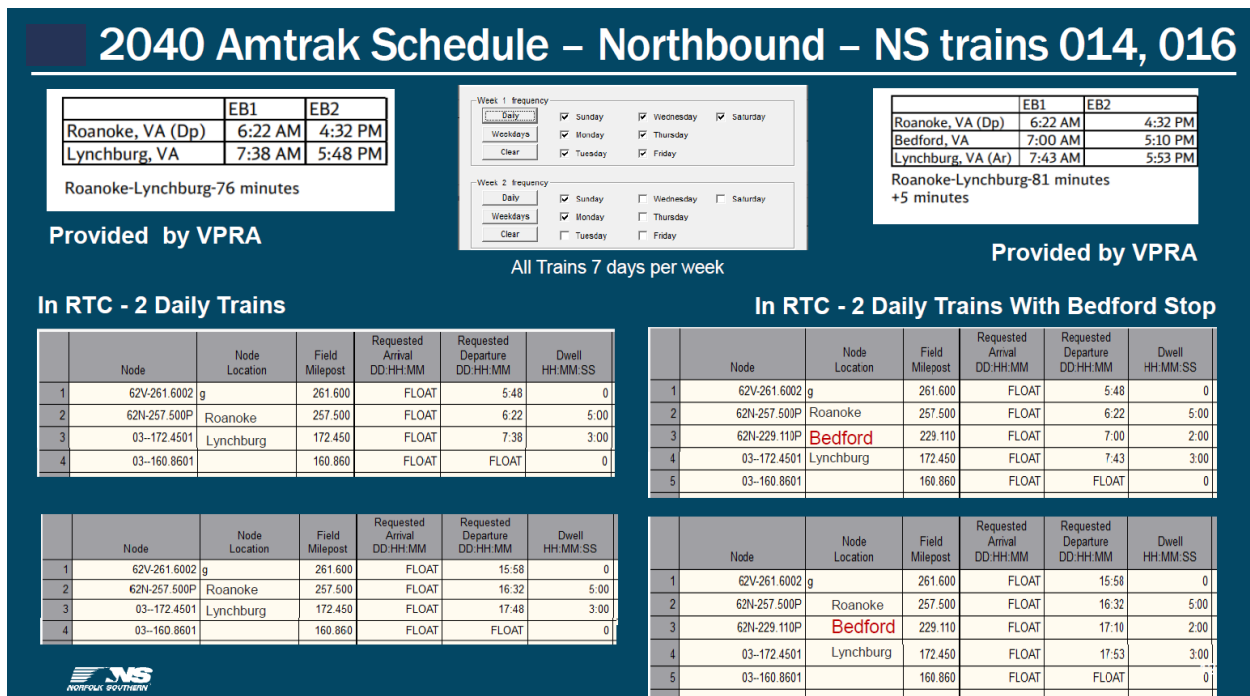 2040 Amtrak Schedule – Northbound – NS trains 014, 016
EB1 EB2
Roanoke, VA (Dp) 6:22 AM 4:32 PM
Lynchburg, VA 7:38 AM 5:48 PM
Roanoke-Lynchburg-76 minutes
Provided by VPRA
Week 1 frequency
Daily Sunday Wednesday Saturday
Weekdays Monday Thursday
Clear Tuesday Friday
Week 2 frequency
Daily Sunday Wednesday Saturday
Weekdays Monday Thursday
Clear Tuesday Friday
All Trains 7 days per week
EB1 EB2
Roanoke, VA (Dp) 6:22 AM 4:32 PM
Bedford, VA 7:00 AM 5:10 PM
Lynchburg, VA (Ar) 7:43 AM 5:53 PM
Roanoke-Lynchburg-81 minutes
+5 minutes
Provided by VPRA
In RTC - 2 Daily Trains
Node Node Location Field Milepost Requested Arrival DD:HH:MM Requested Departure DD:HH:MM Dwell HH:MM:SS
1 62V-261.6002 g 261.600 FLOAT 5:48 0
2 62N-257.500P Roanoke 257.500 FLOAT 6:22 5:00
3 03--172.4501 Lynchburg 172.450 FLOAT 7:38 3:00
4 03--160.8601 160.860 FLOAT FLOAT 0
Node Node Location Field Milepost Requested Arrival DD:HH:MM Requested Departure DD:HH:MM Dwell HH:MM:SS
1 62V-261.6002 g 261.600 FLOAT 15:58 0
2 62N-257.500P Roanoke 257.500 FLOAT 16:32 5:00
3 03--172.4501 Lynchburg 172.450 FLOAT 17:48 3:00
4 03--160.8601 160.860 FLOAT FLOAT 0
In RTC - 2 Daily Trains With Bedford Stop
Node Node Location Field Milepost Requested Arrival DD:HH:MM Requested Departure DD:HH:MM Dwell HH:MM:SS
1 62V-261.6002 g 261.600 FLOAT 5:48 0
2 62N-257.500P Roanoke 257.500 FLOAT 6:22 5:00
3 62N-229.110P Bedford 229.110 FLOAT 7:00 2:00
4 03--172.4501 Lynchburg 172.450 FLOAT 7:43 3:00
5 03--160.8601 160.860 FLOAT FLOAT 0
Node Node Location Field Milepost Requested Arrival DD:HH:MM Requested Departure DD:HH:MM Dwell HH:MM:SS
1 62V-261.6002 g 261.600 FLOAT 15:58 0
2 62N-257.500P Roanoke 257.500 FLOAT 16:32 5:00
3 62N-229.110P Bedford 229.110 FLOAT 17:10 2:00
4 03--172.4501 Lynchburg 172.450 FLOAT 17:53 3:00
5 03--160.8601 160.860 FLOAT FLOAT 0
NS
NORFOLK SOUTHERN